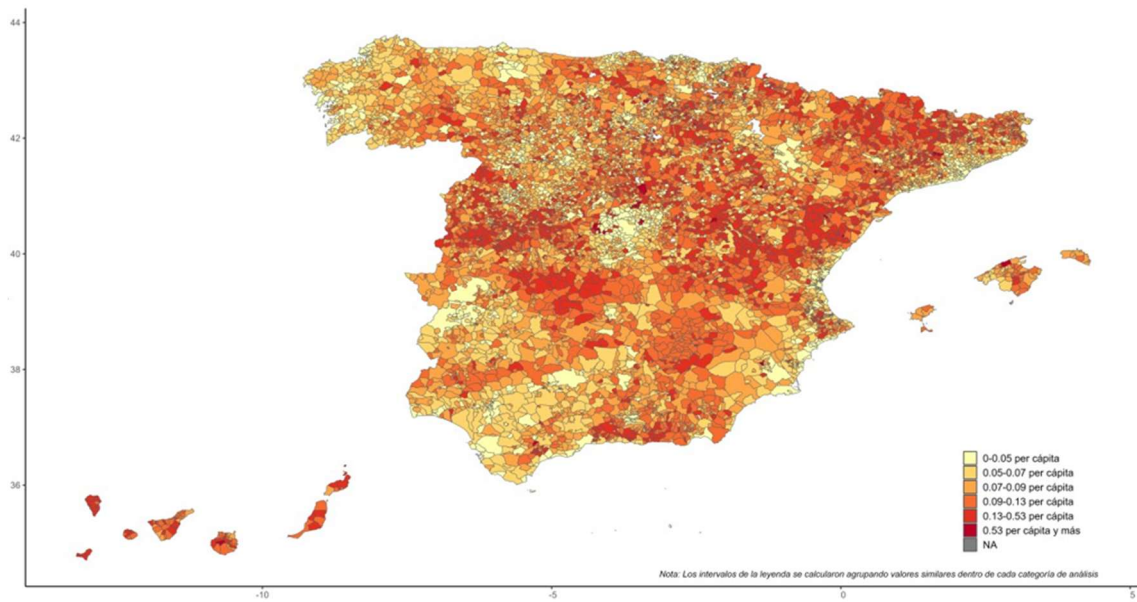 44
42
40
38
36
0-0.05 per cápita
0.05-0.07 per cápita
0.07-0.09 per cápita
0.09-0.13 per cápita
0.13-0.53 per cápita
0.53 per cápita y más
NA
Nota: Los intervalos de la leyenda se calcularon agrupando valores similares dentro de cada categoría de análisis
-10
-5
0
5